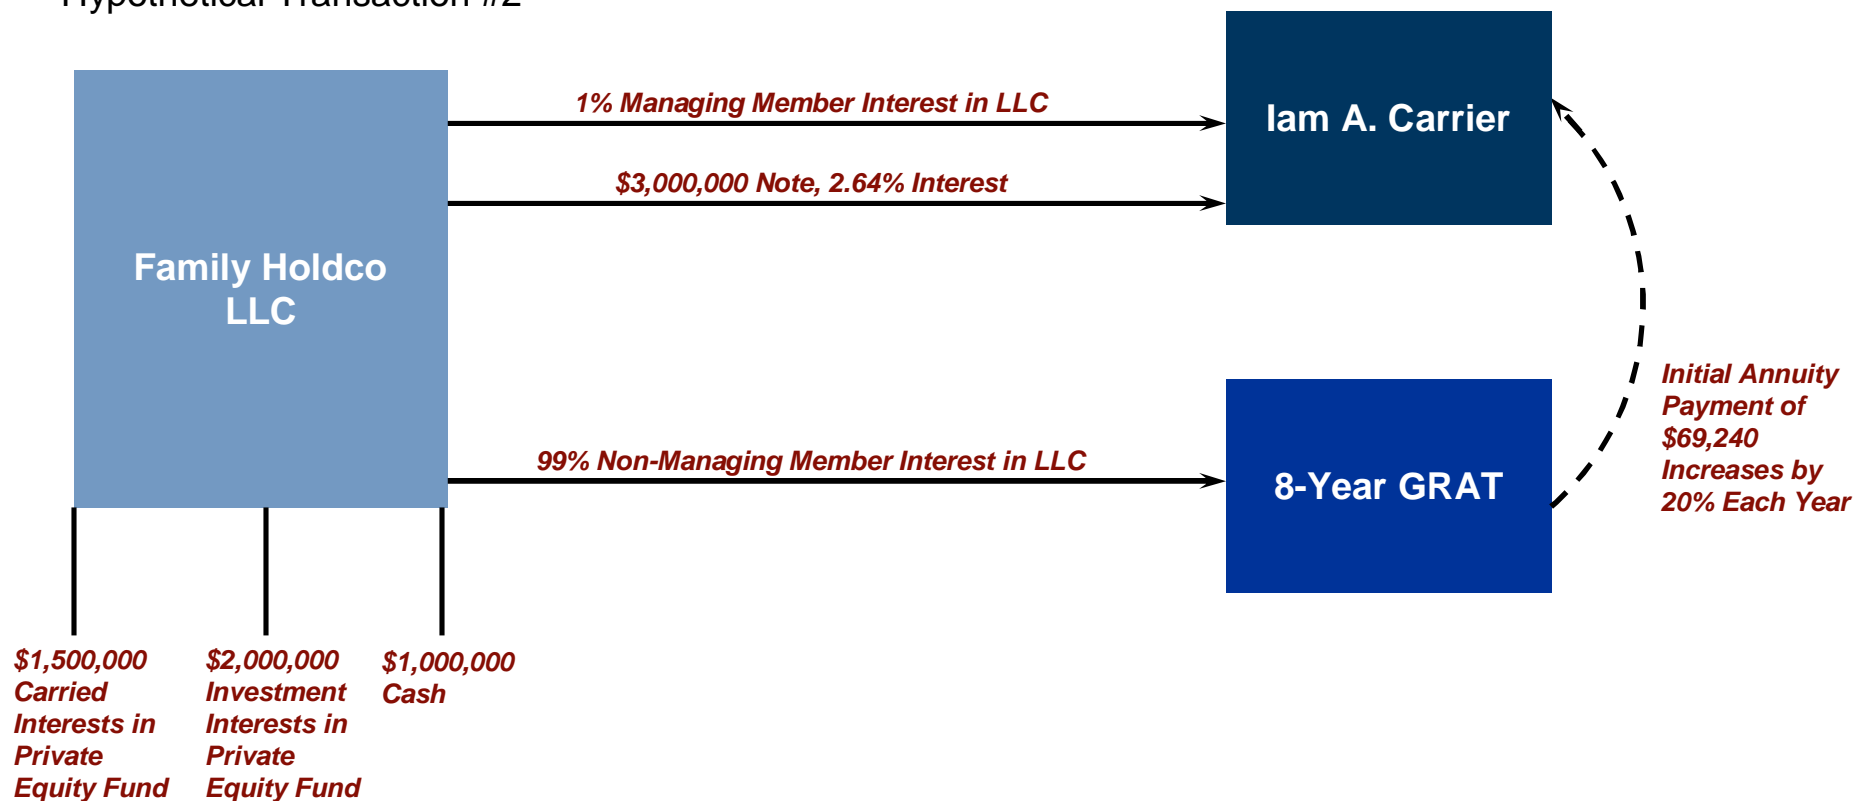 Hypothetical Transaction #2
1% Managing Member Interest in LLC
Iam A. Carrier
$3,000,000 Note, 2.64% Interest
Family Holdco
LLC
Initial Annuity
Payment of
$69,240
Increases by
20% Each Year
99% Non-Managing Member Interest in LLC
8-Year GRAT
$1,500,000
Carried
Interests in
Private
Equity Fund
$2,000,000
Investment
Interests in
Private
Equity Fund
$1,000,000
Cash